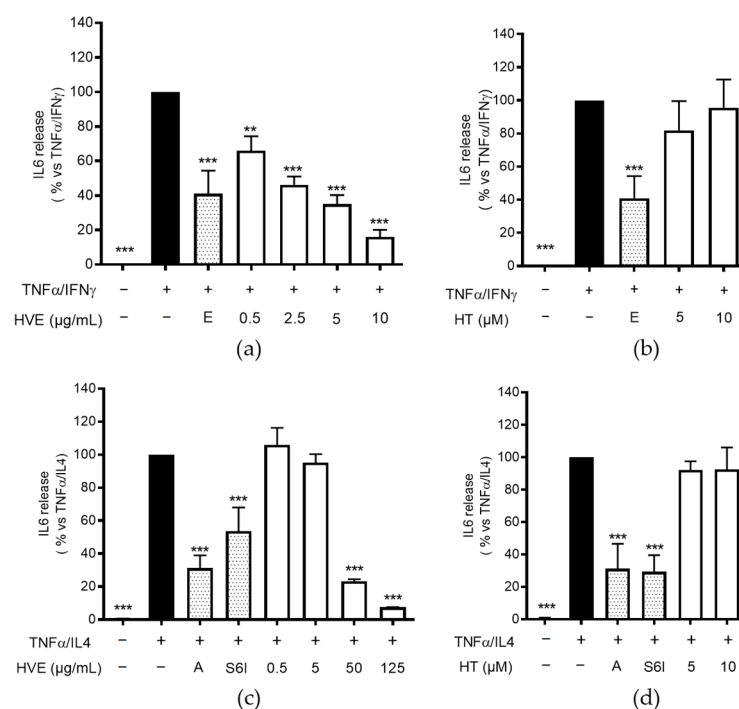 140
120
100
80
60
40
20
0
IL6 release
( % vs TNFα/IFNγ)
***
***
**
***
***
***
TNFα/IFNγ – + + + + + +
HVE (µg/mL) – – E 0.5 2.5 5 10
(a)
140
120
100
80
60
40
20
0
IL6 release
( % vs TNFα/IFNγ)
***
***
TNFα/IFNγ – + + + +
HT (µM) – – E 5 10
(b)
140
120
100
80
60
40
20
0
IL6 release
( % vs TNFα/IL4)
***
***
***
***
***
TNFα/IL4 – + + + + + + +
HVE (µg/mL) – – A S6I 0.5 5 50 125
(c)
140
120
100
80
60
40
20
0
IL6 release
( % vs TNFα/IL4)
***
***
***
TNFα/IL4 – + + + + +
HT (µM) – – A S6I 5 10
(d)